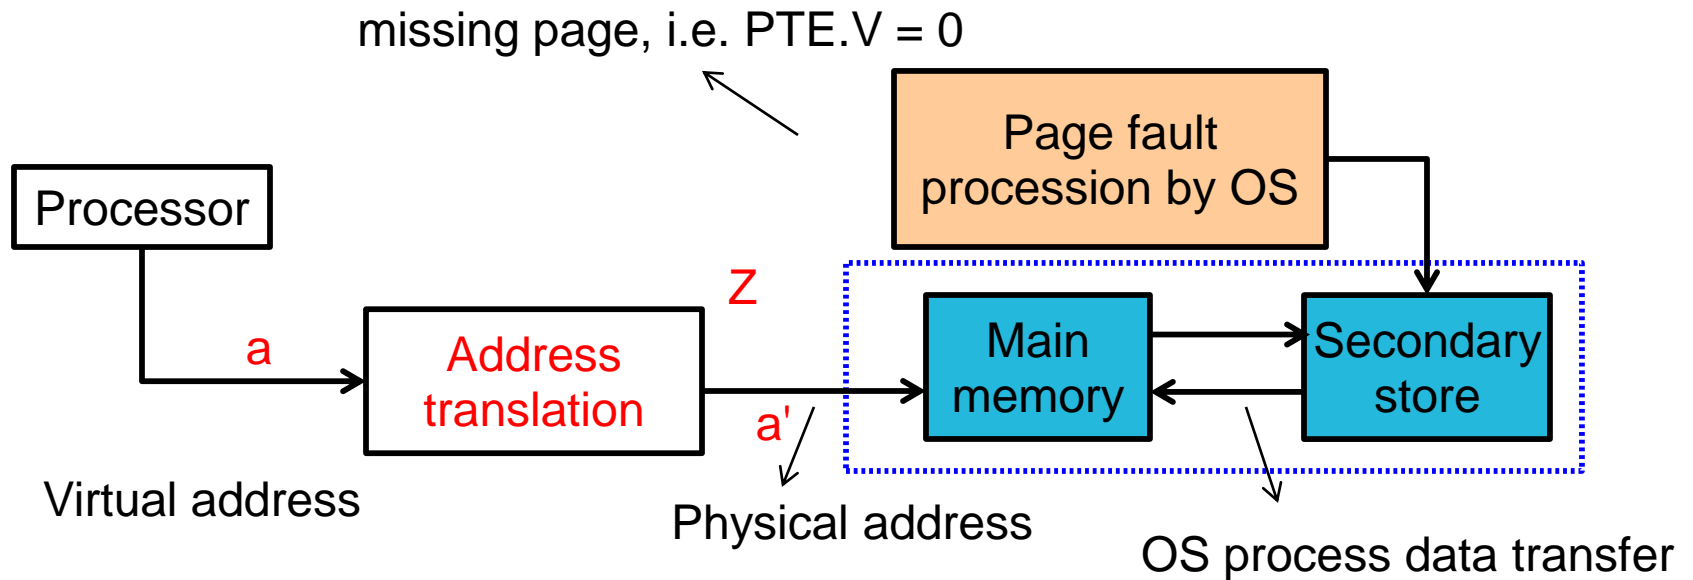 missing page, i.e. PTE.V = 0
Page fault
procession by OS
Processor
Z
a
Address
translation
a'
Main
memory
Secondary
store
Virtual address
Physical address
OS process data transfer